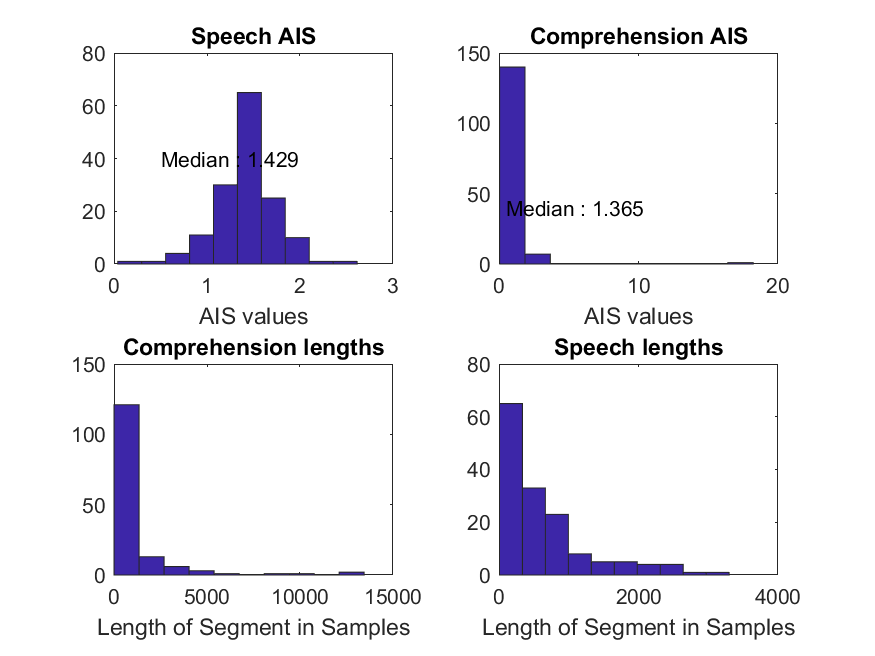 Speech AIS
80
60
40
20
0
Median : 1.429
0 1 2 3
AIS values
Comprehension AIS
150
100
50
0
Median : 1.365
0 10 20
AIS values
Comprehension lengths
150
100
50
0
0 5000 10000 15000
Length of Segment in Samples
Speech lengths
80
60
40
20
0
0 2000 4000
Length of Segment in Samples